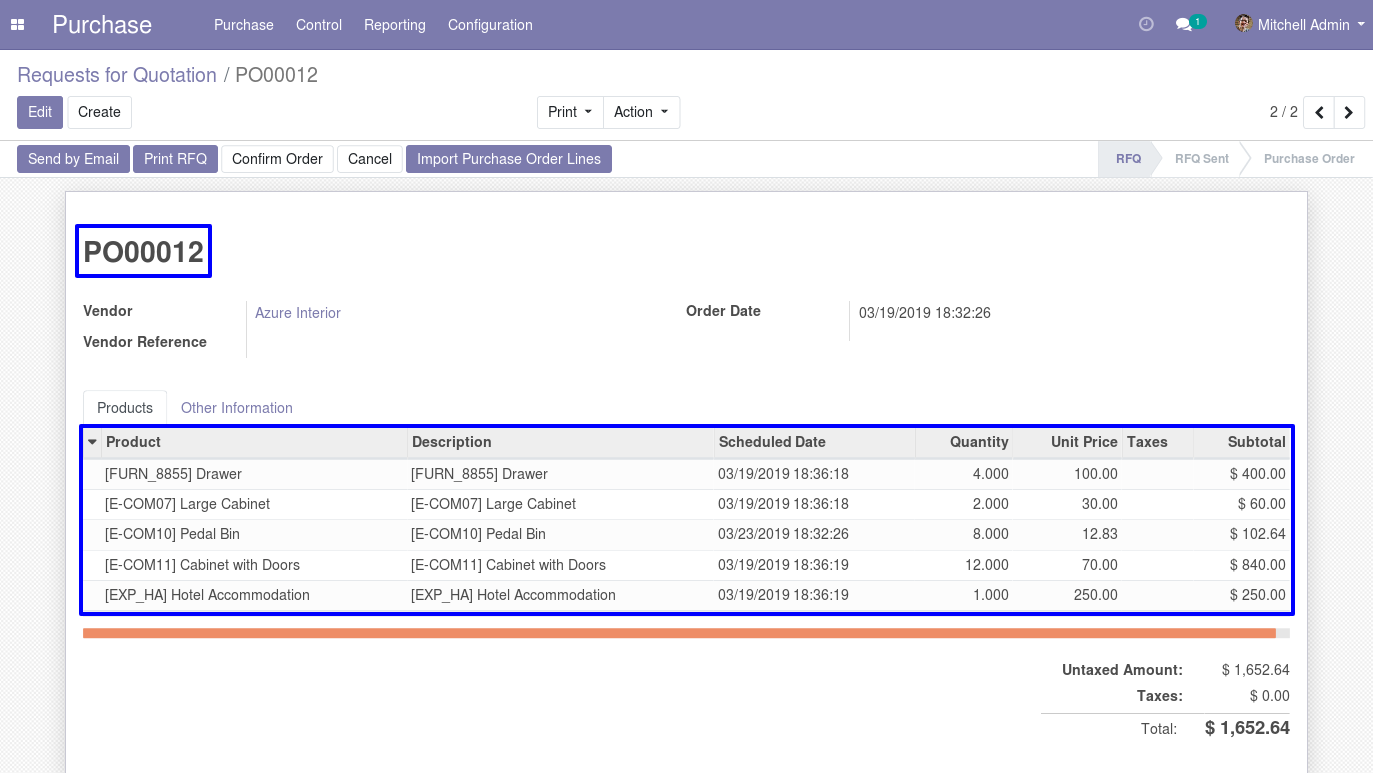 Purchase Purchase Control Reporting Configuration 1 Mitchell Admin
Requests for Quotation / PO00012
Edit Create Print Action 2 / 2
Send by Email Print RFQ Confirm Order Cancel Import Purchase Order Lines RFQ RFQ Sent Purchase Order
PO00012
Vendor Azure Interior Order Date 03/19/2019 18:32:26
Vendor Reference
Products Other Information
Product Description Scheduled Date Quantity Unit Price Taxes Subtotal
[FURN_8855] Drawer [FURN_8855] Drawer 03/19/2019 18:36:18 4.000 100.00 $ 400.00
[E-COM07] Large Cabinet [E-COM07] Large Cabinet 03/19/2019 18:36:18 2.000 30.00 $ 60.00
[E-COM10] Pedal Bin [E-COM10] Pedal Bin 03/23/2019 18:32:26 8.000 12.83 $ 102.64
[E-COM11] Cabinet with Doors [E-COM11] Cabinet with Doors 03/19/2019 18:36:19 12.000 70.00 $ 840.00
[EXP_HA] Hotel Accommodation [EXP_HA] Hotel Accommodation 03/19/2019 18:36:19 1.000 250.00 $ 250.00
Untaxed Amount: $ 1,652.64
Taxes: $ 0.00
Total: $ 1,652.64